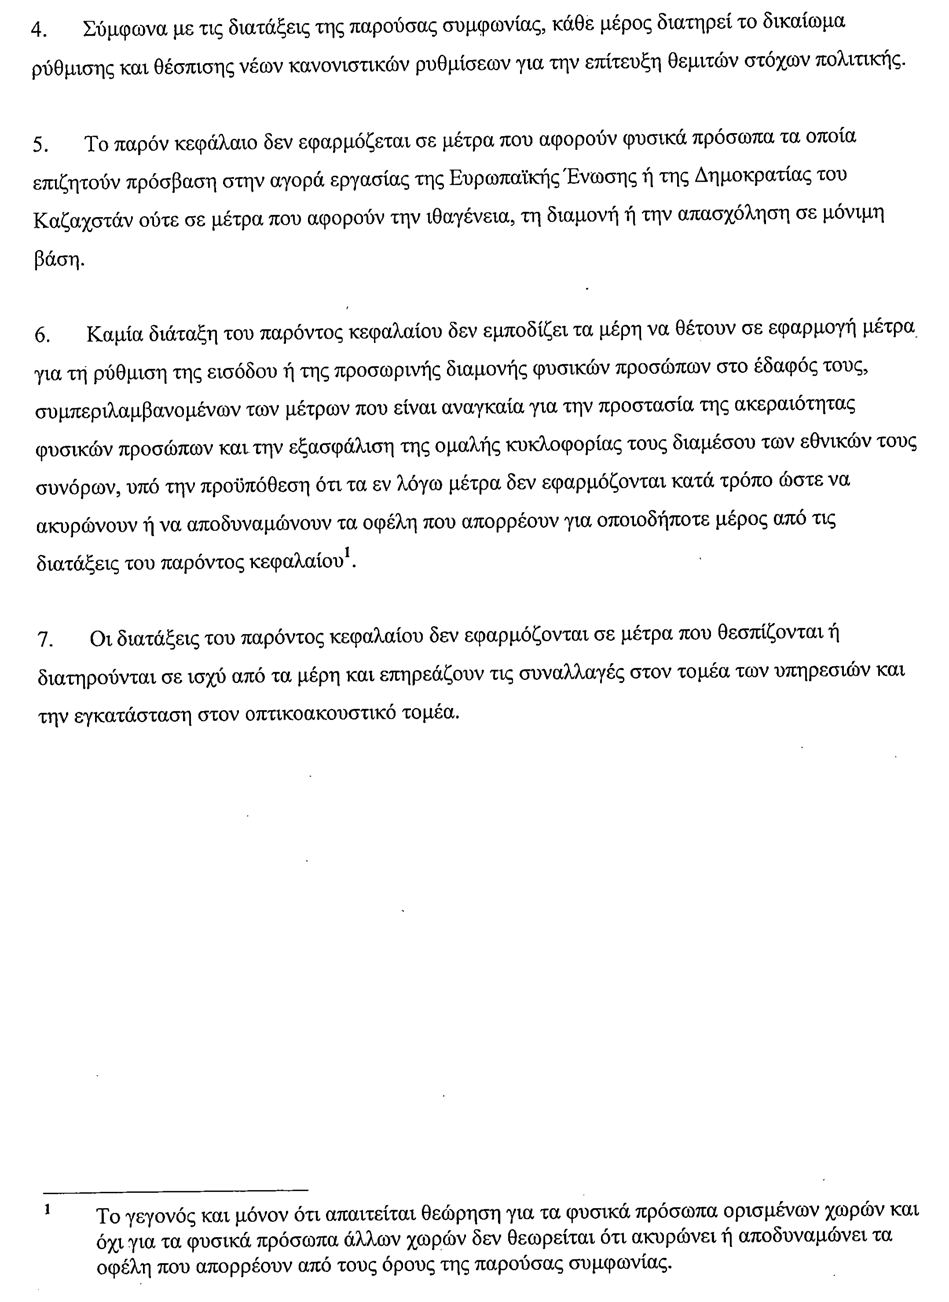 4. Σύμφωνα με τις διατάξεις της παρούσας συμφωνίας, κάθε μέρος διατηρεί το δικαίωμα
ρύθμισης και θέσπισης νέων κανονιστικών ρυθμίσεων για την επίτευξη θεμιτών στόχων πολιτικής.
5. Το παρόν κεφάλαιο δεν εφαρμόζεται σε μέτρα που αφορούν φυσικά πρόσωπα τα οποία
επιζητούν πρόσβαση στην αγορά εργασίας της Ευρωπαϊκής Ένωσης ή της Δημοκρατίας του
Καζαχστάν ούτε σε μέτρα που αφορούν την ιθαγένεια, τη διαμονή ή την απασχόληση σε μόνιμη
βάση.
6. Καμία διάταξη του παρόντος κεφαλαίου δεν εμποδίζει τα μέρη να θέτουν σε εφαρμογή μέτρα
για τη ρύθμιση της εισόδου ή της προσωρινής διαμονής φυσικών προσώπων στο έδαφός τους,
συμπεριλαμβανομένων των μέτρων που είναι αναγκαία για την προστασία της ακεραιότητας
φυσικών προσώπων και την εξασφάλιση της ομαλής κυκλοφορίας τους διαμέσου των εθνικών τους
συνόρων, υπό την προϋπόθεση ότι τα εν λόγω μέτρα δεν εφαρμόζονται κατά τρόπο ώστε να
ακυρώνουν ή να αποδυναμώνουν τα οφέλη που απορρέουν για οποιοδήποτε μέρος από τις
διατάξεις του παρόντος κεφαλαίου¹.
7. Οι διατάξεις του παρόντος κεφαλαίου δεν εφαρμόζονται σε μέτρα που θεσπίζονται ή
διατηρούνται σε ισχύ από τα μέρη και επηρεάζουν τις συναλλαγές στον τομέα των υπηρεσιών και
την εγκατάσταση στον οπτικοακουστικό τομέα.
¹ Το γεγονός και μόνον ότι απαιτείται θεώρηση για τα φυσικά πρόσωπα ορισμένων χωρών και
όχι για τα φυσικά πρόσωπα άλλων χωρών δεν θεωρείται ότι ακυρώνει ή αποδυναμώνει τα
οφέλη που απορρέουν από τους όρους της παρούσας συμφωνίας.